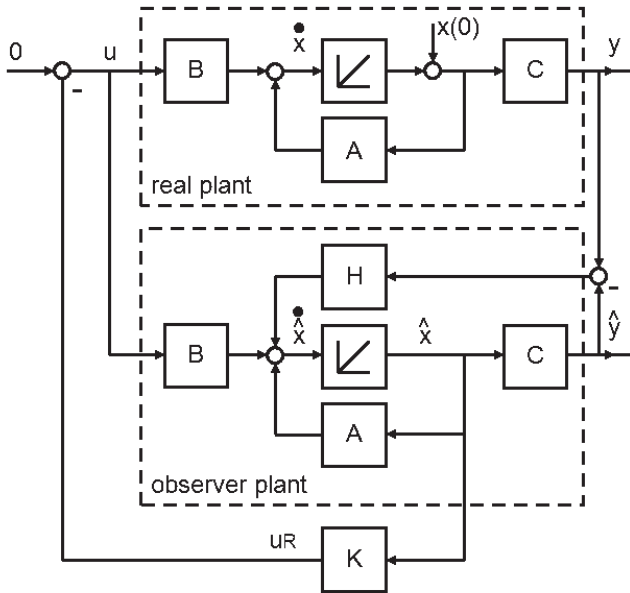 0
u
ẋ
x(0)
y
-
B
C
A
real plant
H
-
x̂̇
x̂
ŷ
B
C
A
observer plant
uR
K